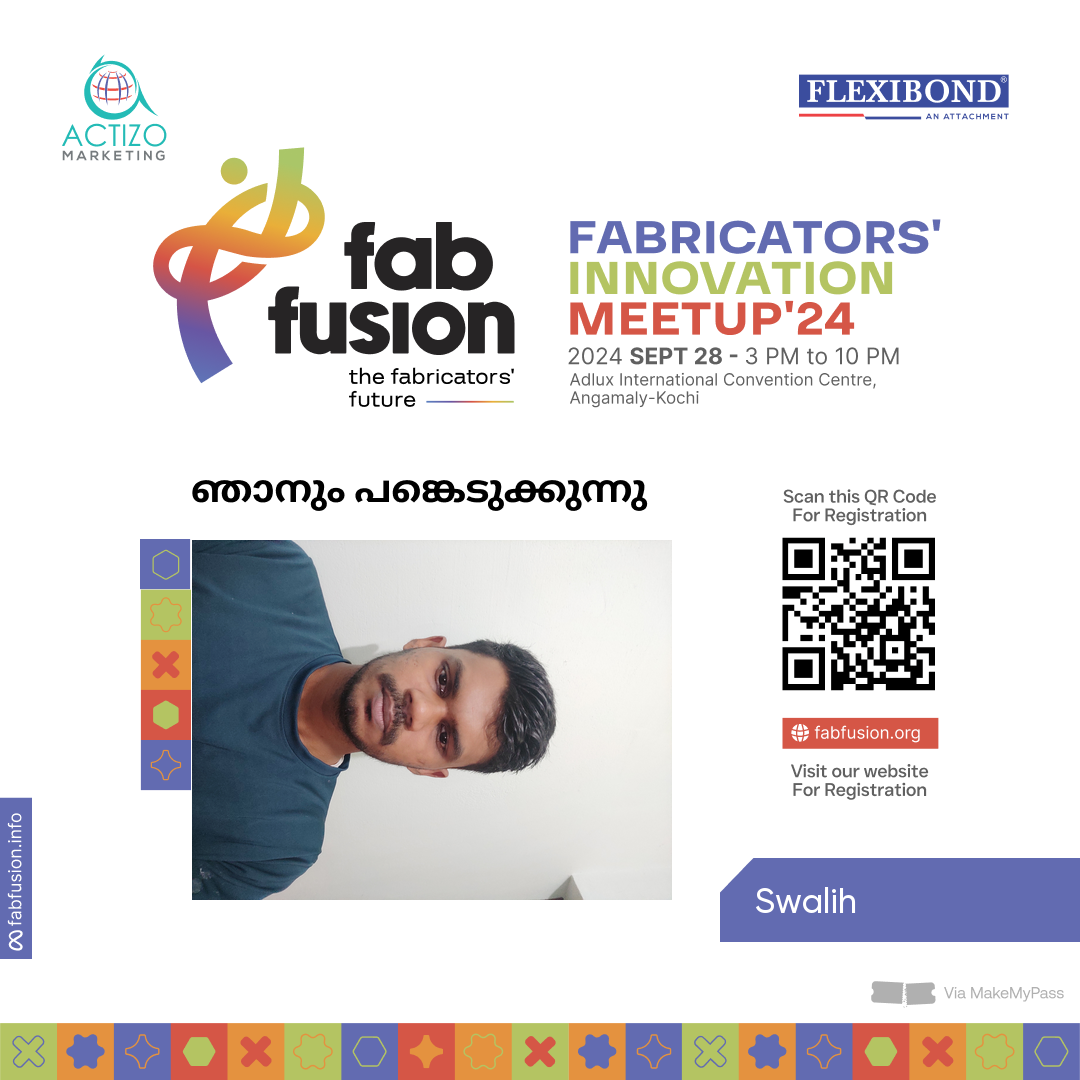 ACTIZO
MARKETING
FLEXIBOND®
AN ATTACHMENT
fab
fusion
the fabricators'
future
FABRICATORS'
INNOVATION
MEETUP'24
2024 SEPT 28 - 3 PM to 10 PM
Adlux International Convention Centre,
Angamaly-Kochi
ഞാനും പങ്കെടുക്കുന്നു
Scan this QR Code
For Registration
fabfusion.org
Visit our website
For Registration
fabfusion.info
Swalih
Via MakeMyPass